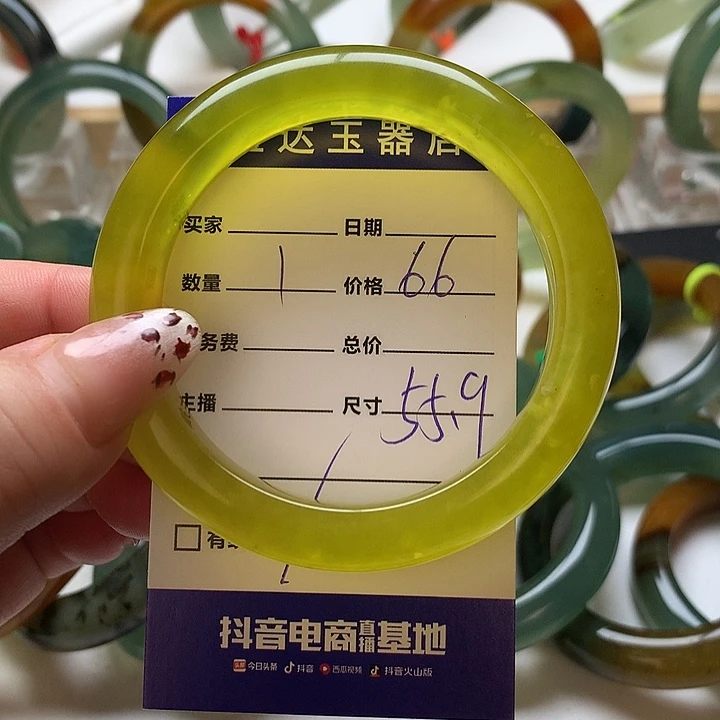 达玉器店
买家 日期
数量 1 价格 66
务费 总价
主播 尺寸 55.9
有
抖音电商直播基地
今日头条 抖音 西瓜视频 抖音火山版